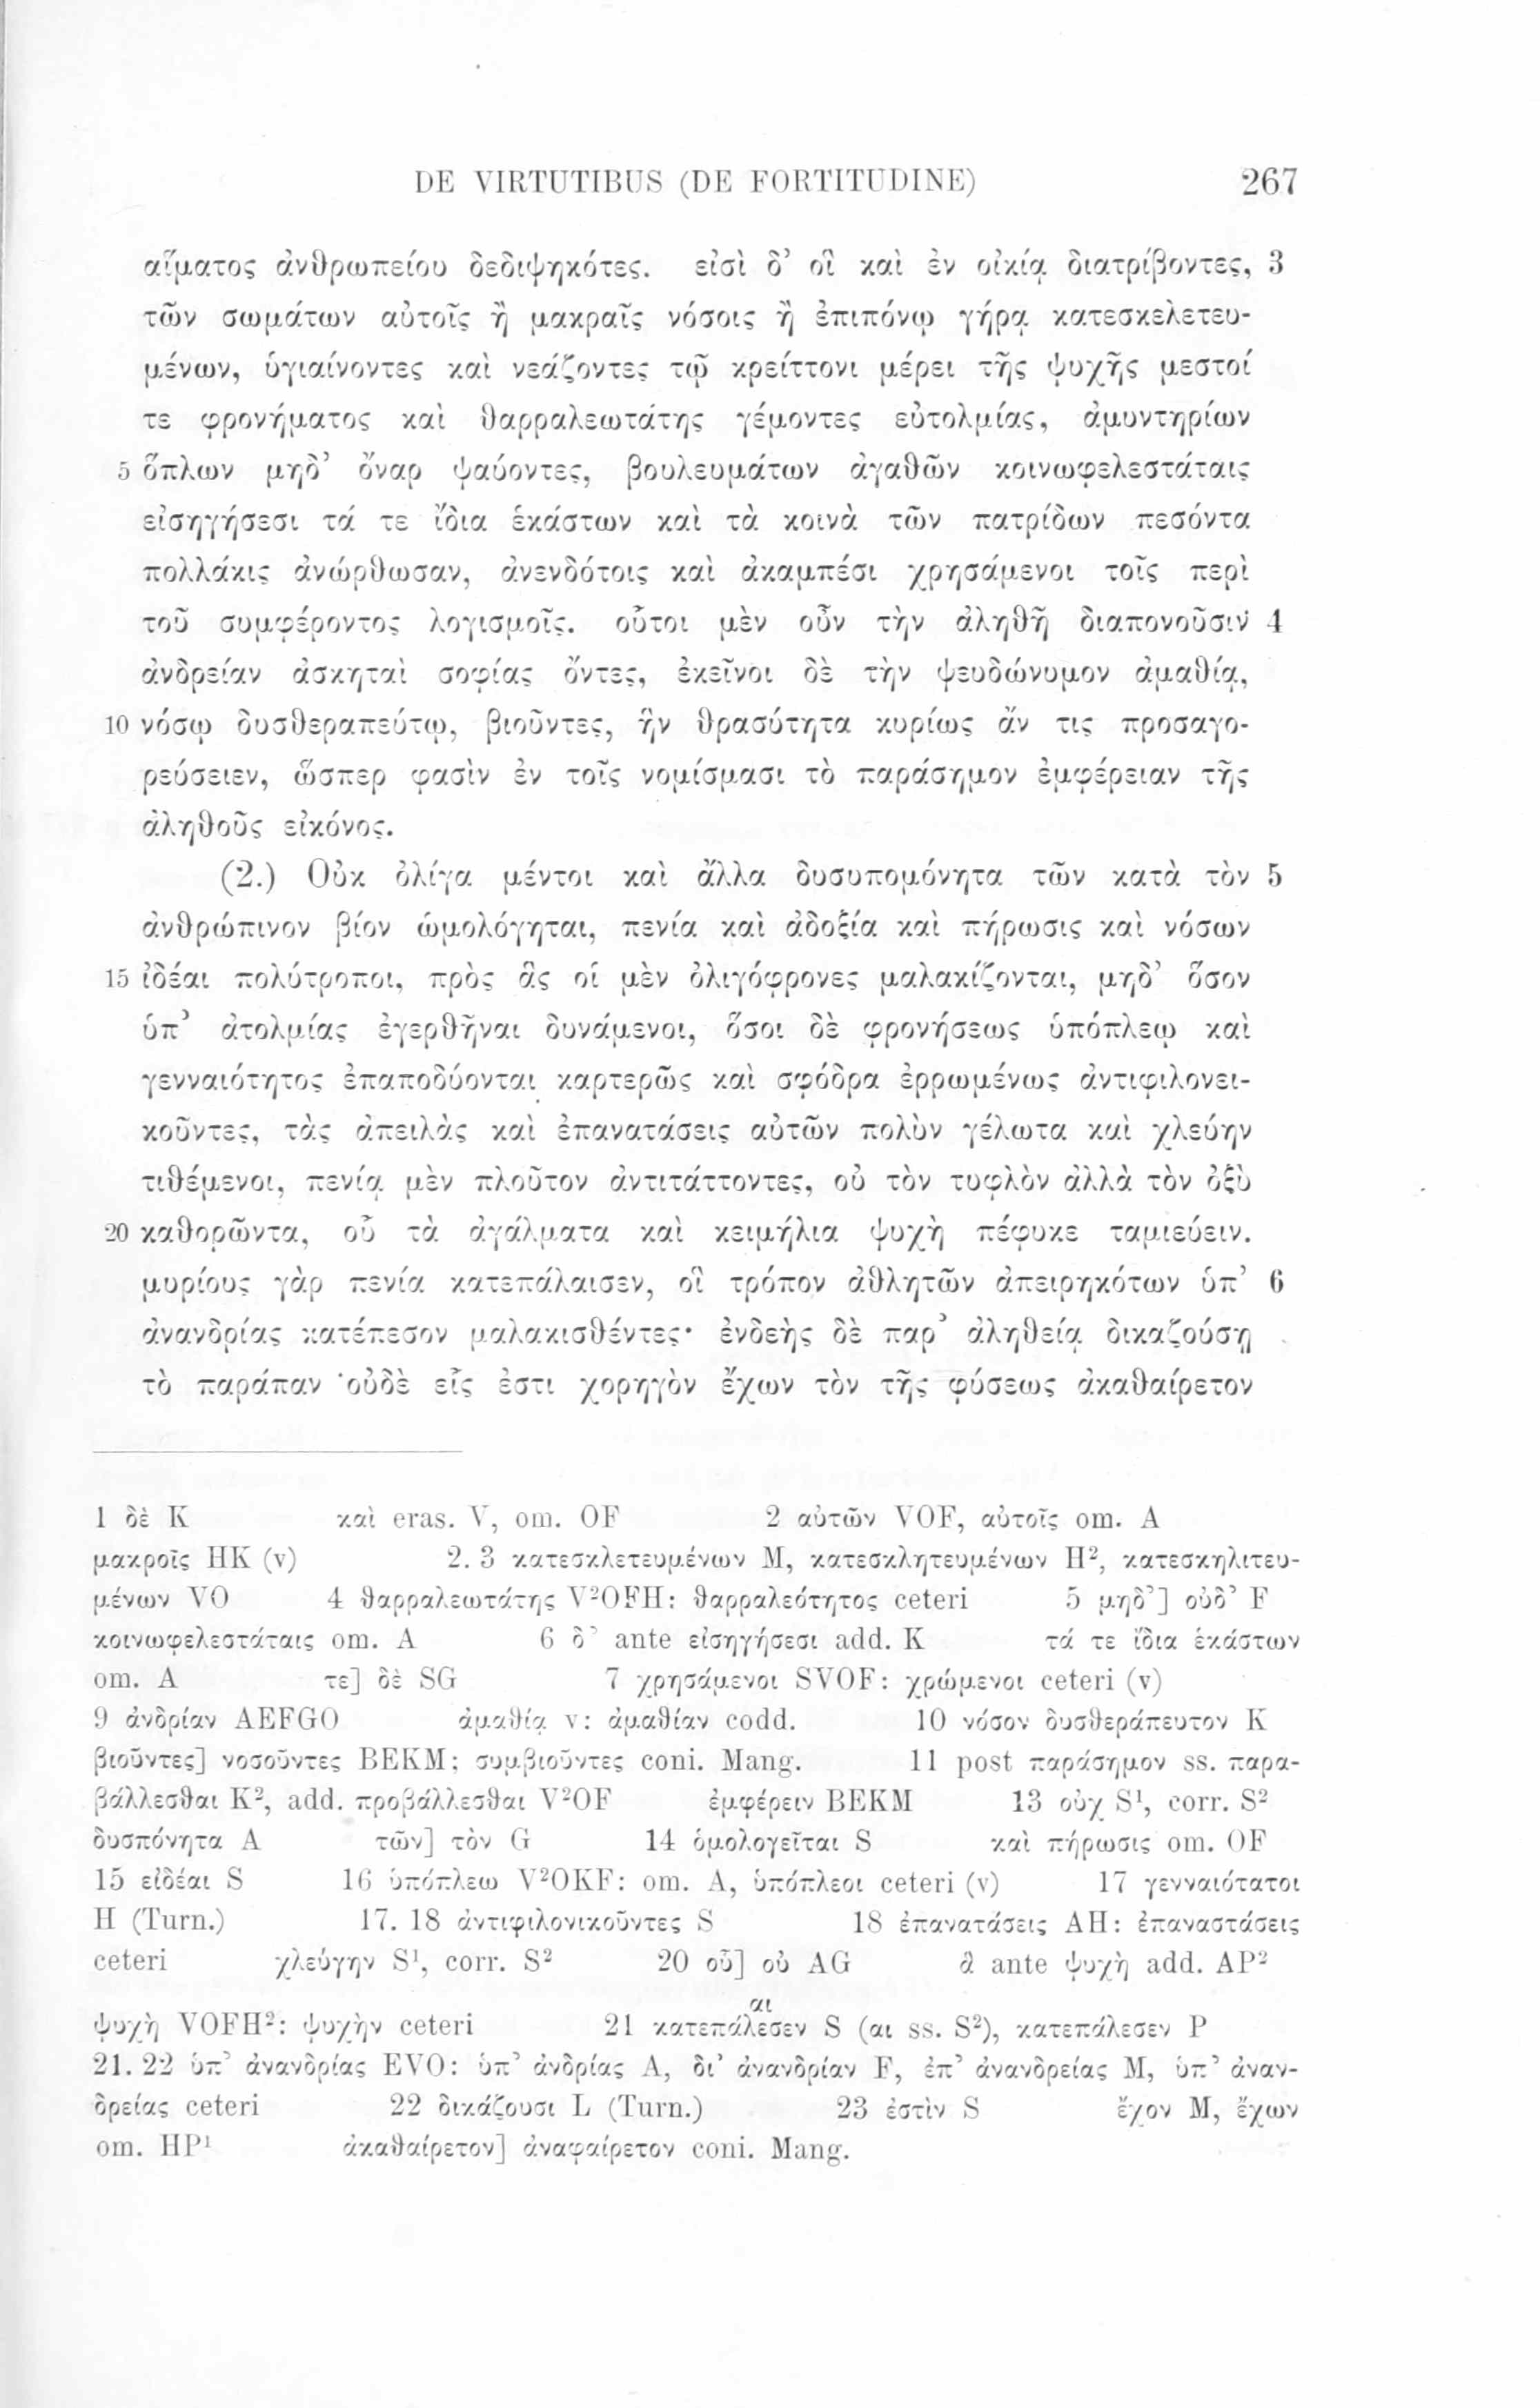 DE VIRTUTIBUS (DE FORTITUDINE) 267
αἵματος ἀνθρωπείου δεδιψηκότες. εἰσὶ δ’ οἳ καὶ ἐν οἰκίᾳ διατρίβοντες, 3
τῶν σωμάτων αὐτοῖς ἢ μακραῖς νόσοις ἢ ἐπιπόνῳ γήρᾳ κατεσκελετευ-
μένων, ὑγιαίνοντες καὶ νεάζοντες τῷ κρείττονι μέρει τῆς ψυχῆς μεστοί
τε φρονήματος καὶ θαρραλεωτάτης γέμοντες εὐτολμίας, ἀμυντηρίων
5 ὅπλων μηδ’ ὄναρ ψαύοντες, βουλευμάτων ἀγαθῶν κοινωφελεστάταις
εἰσηγήσεσι τά τε ἴδια ἑκάστων καὶ τὰ κοινὰ τῶν πατρίδων πεσόντα
πολλάκις ἀνώρθωσαν, ἀνενδότοις καὶ ἀκαμπέσι χρησάμενοι τοῖς περὶ
τοῦ συμφέροντος λογισμοῖς. οὗτοι μὲν οὖν τὴν ἀληθῆ διαπονοῦσιν 4
ἀνδρείαν ἀσκηταὶ σοφίας ὄντες, ἐκεῖνοι δὲ τὴν ψευδώνυμον ἀμαθίᾳ,
10 νόσῳ δυσθεραπεύτῳ, βιοῦντες, ἣν θρασύτητα κυρίως ἄν τις προσαγο-
ρεύσειεν, ὥσπερ φασὶν ἐν τοῖς νομίσμασι τὸ παράσημον ἐμφέρειαν τῆς
ἀληθοῦς εἰκόνος.
(2.) Οὐκ ὀλίγα μέντοι καὶ ἄλλα δυσυπομόνητα τῶν κατὰ τὸν 5
ἀνθρώπινον βίον ὡμολόγηται, πενία καὶ ἀδοξία καὶ πήρωσις καὶ νόσων
15 ἰδέαι πολύτροποι, πρὸς ἃς οἱ μὲν ὀλιγόφρονες μαλακίζονται, μηδ’ ὅσον
ὑπ’ ἀτολμίας ἐγερθῆναι δυνάμενοι, ὅσοι δὲ φρονήσεως ὑπόπλεῳ καὶ
γενναιότητος ἐπαποδύονται καρτερῶς καὶ σφόδρα ἐρρωμένως ἀντιφιλονει-
κοῦντες, τὰς ἀπειλὰς καὶ ἐπανατάσεις αὐτῶν πολὺν γέλωτα καὶ χλεύην
τιθέμενοι, πενίᾳ μὲν πλοῦτον ἀντιτάττοντες, οὐ τὸν τυφλὸν ἀλλὰ τὸν ὀξὺ
20 καθορῶντα, οὗ τὰ ἀγάλματα καὶ κειμήλια ψυχὴ πέφυκε ταμιεύειν.
μυρίους γὰρ πενία κατεπάλαισεν, οἳ τρόπον ἀθλητῶν ἀπειρηκότων ὑπ’ 6
ἀνανδρίας κατέπεσον μαλακισθέντες· ἐνδεὴς δὲ παρ’ ἀληθείᾳ δικαζούσῃ
τὸ παράπαν οὐδὲ εἷς ἐστι χορηγὸν ἔχων τὸν τῆς φύσεως ἀκαθαίρετον
1 δὲ K καὶ eras. V, om. OF 2 αὐτῶν VOF, αὐτοῖς om. A
μακροῖς HK (v) 2. 3 κατεσκλετευμένων M, κατεσκλητευμένων H², κατεσκηλιτευ-
μένων VO 4 θαρραλεωτάτης V²OFH: θαρραλεότητος ceteri 5 μηδ’] οὐδ’ F
κοινωφελεστάταις om. A 6 δ’ ante εἰσηγήσεσι add. K τά τε ἴδια ἑκάστων
om. A τε] δὲ SG 7 χρησάμενοι SVOF: χρώμενοι ceteri (v)
9 ἀνδρίαν AEFGO ἀμαθίᾳ v: ἀμαθίαν codd. 10 νόσον δυσθεράπευτον K
βιοῦντες] νοσοῦντες BEKM; συμβιοῦντες coni. Mang. 11 post παράσημον ss. παρα-
βάλλεσθαι K², add. προβάλλεσθαι V²OF ἐμφέρειν BEKM 13 οὐχ S¹, corr. S²
δυσπόνητα A τῶν] τὸν G 14 ὁμολογεῖται S καὶ πήρωσις om. OF
15 εἰδέαι S 16 ὑπόπλεω V²OKF: om. A, ὑπόπλεοι ceteri (v) 17 γενναιότατοι
H (Turn.) 17. 18 ἀντιφιλονικοῦντες S 18 ἐπανατάσεις AH: ἐπαναστάσεις
ceteri χλεύγην S¹, corr. S² 20 οὗ] οὐ AG ἃ ante ψυχὴ add. AP²
αι
ψυχὴ VOFH²: ψυχὴν ceteri 21 κατεπάλεσεν S (αι ss. S²), κατεπάλεσεν P
21. 22 ὑπ’ ἀνανδρίας EVO: ὑπ’ ἀνδρίας A, δι’ ἀνανδρίαν F, ἐπ’ ἀνανδρείας M, ὑπ’ ἀναν-
δρείας ceteri 22 δικάζουσι L (Turn.) 23 ἐστὶν S ἔχον M, ἔχων
om. HP¹ ἀκαθαίρετον] ἀναφαίρετον coni. Mang.